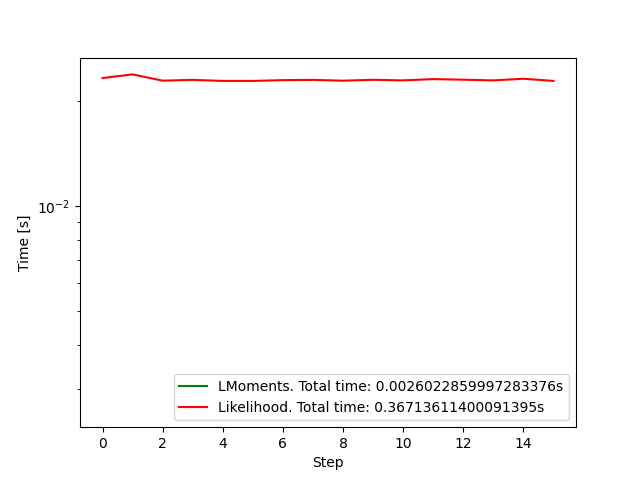 Time [s]
10⁻²
LMoments. Total time: 0.0026022859997283376s
Likelihood. Total time: 0.36713611400091395s
0 2 4 6 8 10 12 14
Step